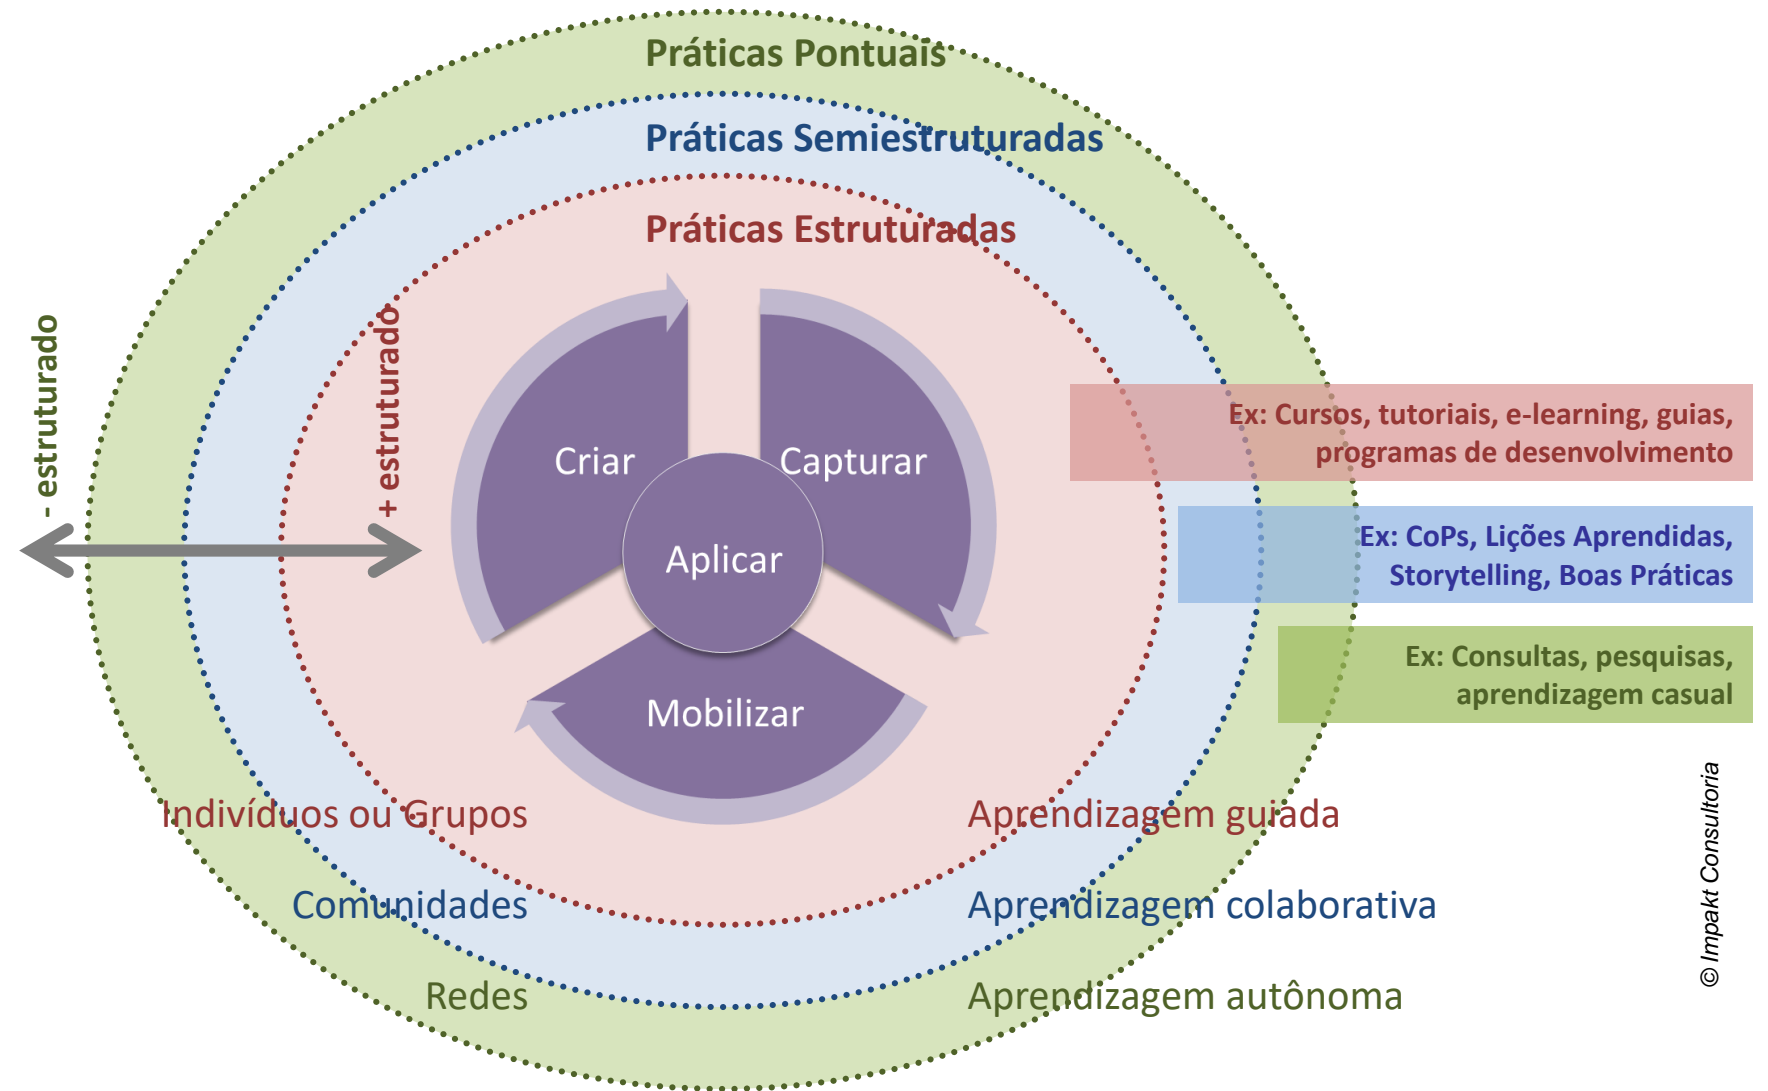 Práticas Pontuais
Práticas Semiestruturadas
Práticas Estruturadas
- estruturado
+ estruturado
Criar
Capturar
Aplicar
Mobilizar
Ex: Cursos, tutoriais, e-learning, guias,
programas de desenvolvimento
Ex: CoPs, Lições Aprendidas,
Storytelling, Boas Práticas
Ex: Consultas, pesquisas,
aprendizagem casual
Indivíduos ou Grupos
Aprendizagem guiada
Comunidades
Aprendizagem colaborativa
Redes
Aprendizagem autônoma
© Impakt Consultoria